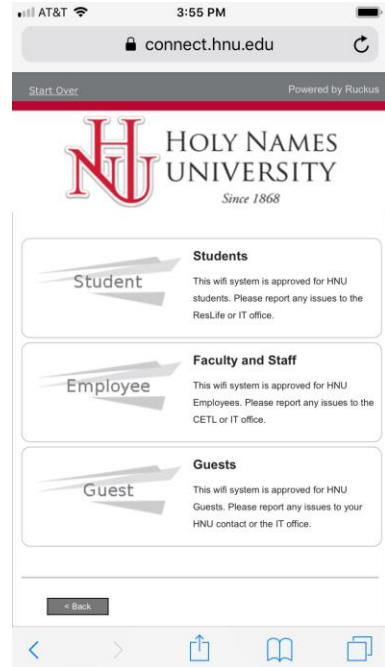 AT&T 3:55 PM
connect.hnu.edu
Start Over Powered by Ruckus
HNU
HOLY NAMES
UNIVERSITY
Since 1868
Student
Students
This wifi system is approved for HNU
students. Please report any issues to the
ResLife or IT office.
Employee
Faculty and Staff
This wifi system is approved for HNU
Employees. Please report any issues to the
CETL or IT office.
Guest
Guests
This wifi system is approved for HNU
Guests. Please report any issues to your
HNU contact or the IT office.
< Back